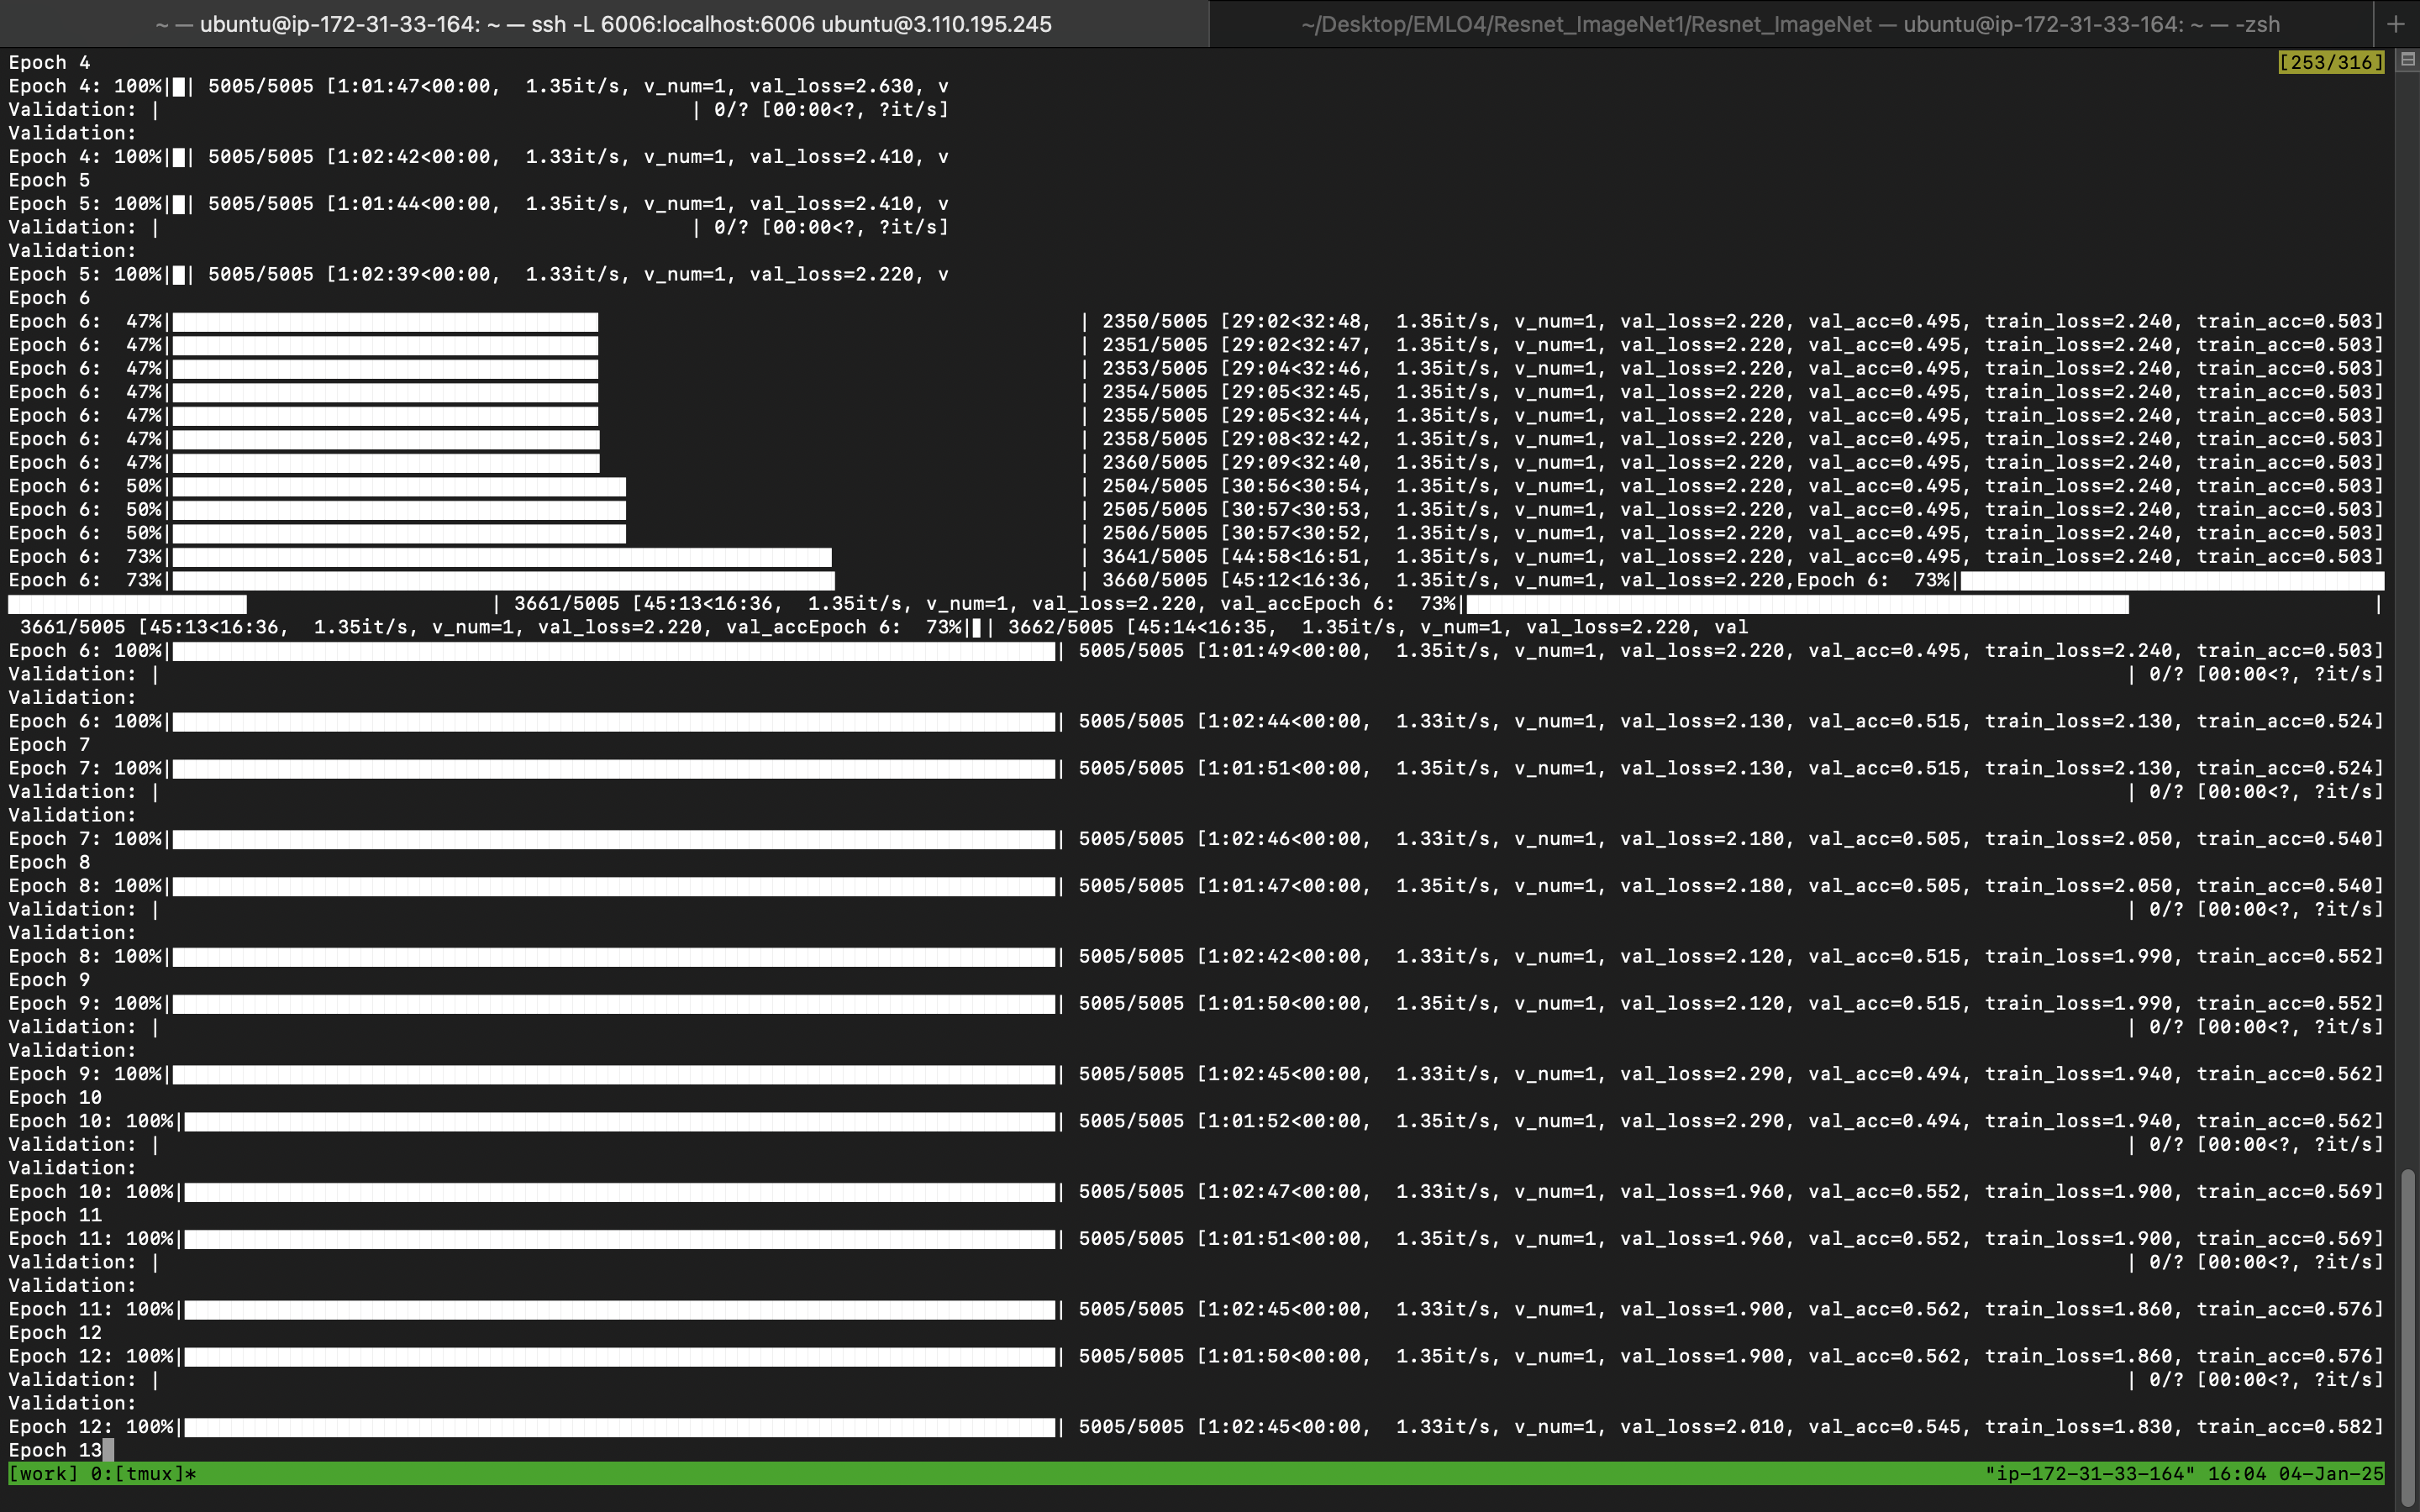 ~ — ubuntu@ip-172-31-33-164: ~ — ssh -L 6006:localhost:6006 ubuntu@3.110.195.245
~/Desktop/EMLO4/Resnet_ImageNet1/Resnet_ImageNet — ubuntu@ip-172-31-33-164: ~ — -zsh
+
Epoch 4 [253/316]
Epoch 4: 100%|█| 5005/5005 [1:01:47<00:00,  1.35it/s, v_num=1, val_loss=2.630, v
Validation: | | 0/? [00:00<?, ?it/s]
Validation:
Epoch 4: 100%|█| 5005/5005 [1:02:42<00:00,  1.33it/s, v_num=1, val_loss=2.410, v
Epoch 5
Epoch 5: 100%|█| 5005/5005 [1:01:44<00:00,  1.35it/s, v_num=1, val_loss=2.410, v
Validation: | | 0/? [00:00<?, ?it/s]
Validation:
Epoch 5: 100%|█| 5005/5005 [1:02:39<00:00,  1.33it/s, v_num=1, val_loss=2.220, v
Epoch 6
Epoch 6:  47%| | 2350/5005 [29:02<32:48,  1.35it/s, v_num=1, val_loss=2.220, val_acc=0.495, train_loss=2.240, train_acc=0.503]
Epoch 6:  47%| | 2351/5005 [29:02<32:47,  1.35it/s, v_num=1, val_loss=2.220, val_acc=0.495, train_loss=2.240, train_acc=0.503]
Epoch 6:  47%| | 2353/5005 [29:04<32:46,  1.35it/s, v_num=1, val_loss=2.220, val_acc=0.495, train_loss=2.240, train_acc=0.503]
Epoch 6:  47%| | 2354/5005 [29:05<32:45,  1.35it/s, v_num=1, val_loss=2.220, val_acc=0.495, train_loss=2.240, train_acc=0.503]
Epoch 6:  47%| | 2355/5005 [29:05<32:44,  1.35it/s, v_num=1, val_loss=2.220, val_acc=0.495, train_loss=2.240, train_acc=0.503]
Epoch 6:  47%| | 2358/5005 [29:08<32:42,  1.35it/s, v_num=1, val_loss=2.220, val_acc=0.495, train_loss=2.240, train_acc=0.503]
Epoch 6:  47%| | 2360/5005 [29:09<32:40,  1.35it/s, v_num=1, val_loss=2.220, val_acc=0.495, train_loss=2.240, train_acc=0.503]
Epoch 6:  50%| | 2504/5005 [30:56<30:54,  1.35it/s, v_num=1, val_loss=2.220, val_acc=0.495, train_loss=2.240, train_acc=0.503]
Epoch 6:  50%| | 2505/5005 [30:57<30:53,  1.35it/s, v_num=1, val_loss=2.220, val_acc=0.495, train_loss=2.240, train_acc=0.503]
Epoch 6:  50%| | 2506/5005 [30:57<30:52,  1.35it/s, v_num=1, val_loss=2.220, val_acc=0.495, train_loss=2.240, train_acc=0.503]
Epoch 6:  73%| | 3641/5005 [44:58<16:51,  1.35it/s, v_num=1, val_loss=2.220, val_acc=0.495, train_loss=2.240, train_acc=0.503]
Epoch 6:  73%| | 3660/5005 [45:12<16:36,  1.35it/s, v_num=1, val_loss=2.220,Epoch 6:  73%|
| 3661/5005 [45:13<16:36,  1.35it/s, v_num=1, val_loss=2.220, val_accEpoch 6:  73%| |
3661/5005 [45:13<16:36,  1.35it/s, v_num=1, val_loss=2.220, val_accEpoch 6:  73%|█| 3662/5005 [45:14<16:35,  1.35it/s, v_num=1, val_loss=2.220, val
Epoch 6: 100%| | 5005/5005 [1:01:49<00:00,  1.35it/s, v_num=1, val_loss=2.220, val_acc=0.495, train_loss=2.240, train_acc=0.503]
Validation: | | 0/? [00:00<?, ?it/s]
Validation:
Epoch 6: 100%| | 5005/5005 [1:02:44<00:00,  1.33it/s, v_num=1, val_loss=2.130, val_acc=0.515, train_loss=2.130, train_acc=0.524]
Epoch 7
Epoch 7: 100%| | 5005/5005 [1:01:51<00:00,  1.35it/s, v_num=1, val_loss=2.130, val_acc=0.515, train_loss=2.130, train_acc=0.524]
Validation: | | 0/? [00:00<?, ?it/s]
Validation:
Epoch 7: 100%| | 5005/5005 [1:02:46<00:00,  1.33it/s, v_num=1, val_loss=2.180, val_acc=0.505, train_loss=2.050, train_acc=0.540]
Epoch 8
Epoch 8: 100%| | 5005/5005 [1:01:47<00:00,  1.35it/s, v_num=1, val_loss=2.180, val_acc=0.505, train_loss=2.050, train_acc=0.540]
Validation: | | 0/? [00:00<?, ?it/s]
Validation:
Epoch 8: 100%| | 5005/5005 [1:02:42<00:00,  1.33it/s, v_num=1, val_loss=2.120, val_acc=0.515, train_loss=1.990, train_acc=0.552]
Epoch 9
Epoch 9: 100%| | 5005/5005 [1:01:50<00:00,  1.35it/s, v_num=1, val_loss=2.120, val_acc=0.515, train_loss=1.990, train_acc=0.552]
Validation: | | 0/? [00:00<?, ?it/s]
Validation:
Epoch 9: 100%| | 5005/5005 [1:02:45<00:00,  1.33it/s, v_num=1, val_loss=2.290, val_acc=0.494, train_loss=1.940, train_acc=0.562]
Epoch 10
Epoch 10: 100%| | 5005/5005 [1:01:52<00:00,  1.35it/s, v_num=1, val_loss=2.290, val_acc=0.494, train_loss=1.940, train_acc=0.562]
Validation: | | 0/? [00:00<?, ?it/s]
Validation:
Epoch 10: 100%| | 5005/5005 [1:02:47<00:00,  1.33it/s, v_num=1, val_loss=1.960, val_acc=0.552, train_loss=1.900, train_acc=0.569]
Epoch 11
Epoch 11: 100%| | 5005/5005 [1:01:51<00:00,  1.35it/s, v_num=1, val_loss=1.960, val_acc=0.552, train_loss=1.900, train_acc=0.569]
Validation: | | 0/? [00:00<?, ?it/s]
Validation:
Epoch 11: 100%| | 5005/5005 [1:02:45<00:00,  1.33it/s, v_num=1, val_loss=1.900, val_acc=0.562, train_loss=1.860, train_acc=0.576]
Epoch 12
Epoch 12: 100%| | 5005/5005 [1:01:50<00:00,  1.35it/s, v_num=1, val_loss=1.900, val_acc=0.562, train_loss=1.860, train_acc=0.576]
Validation: | | 0/? [00:00<?, ?it/s]
Validation:
Epoch 12: 100%| | 5005/5005 [1:02:45<00:00,  1.33it/s, v_num=1, val_loss=2.010, val_acc=0.545, train_loss=1.830, train_acc=0.582]
Epoch 13
[work] 0:[tmux]* "ip-172-31-33-164" 16:04 04-Jan-25